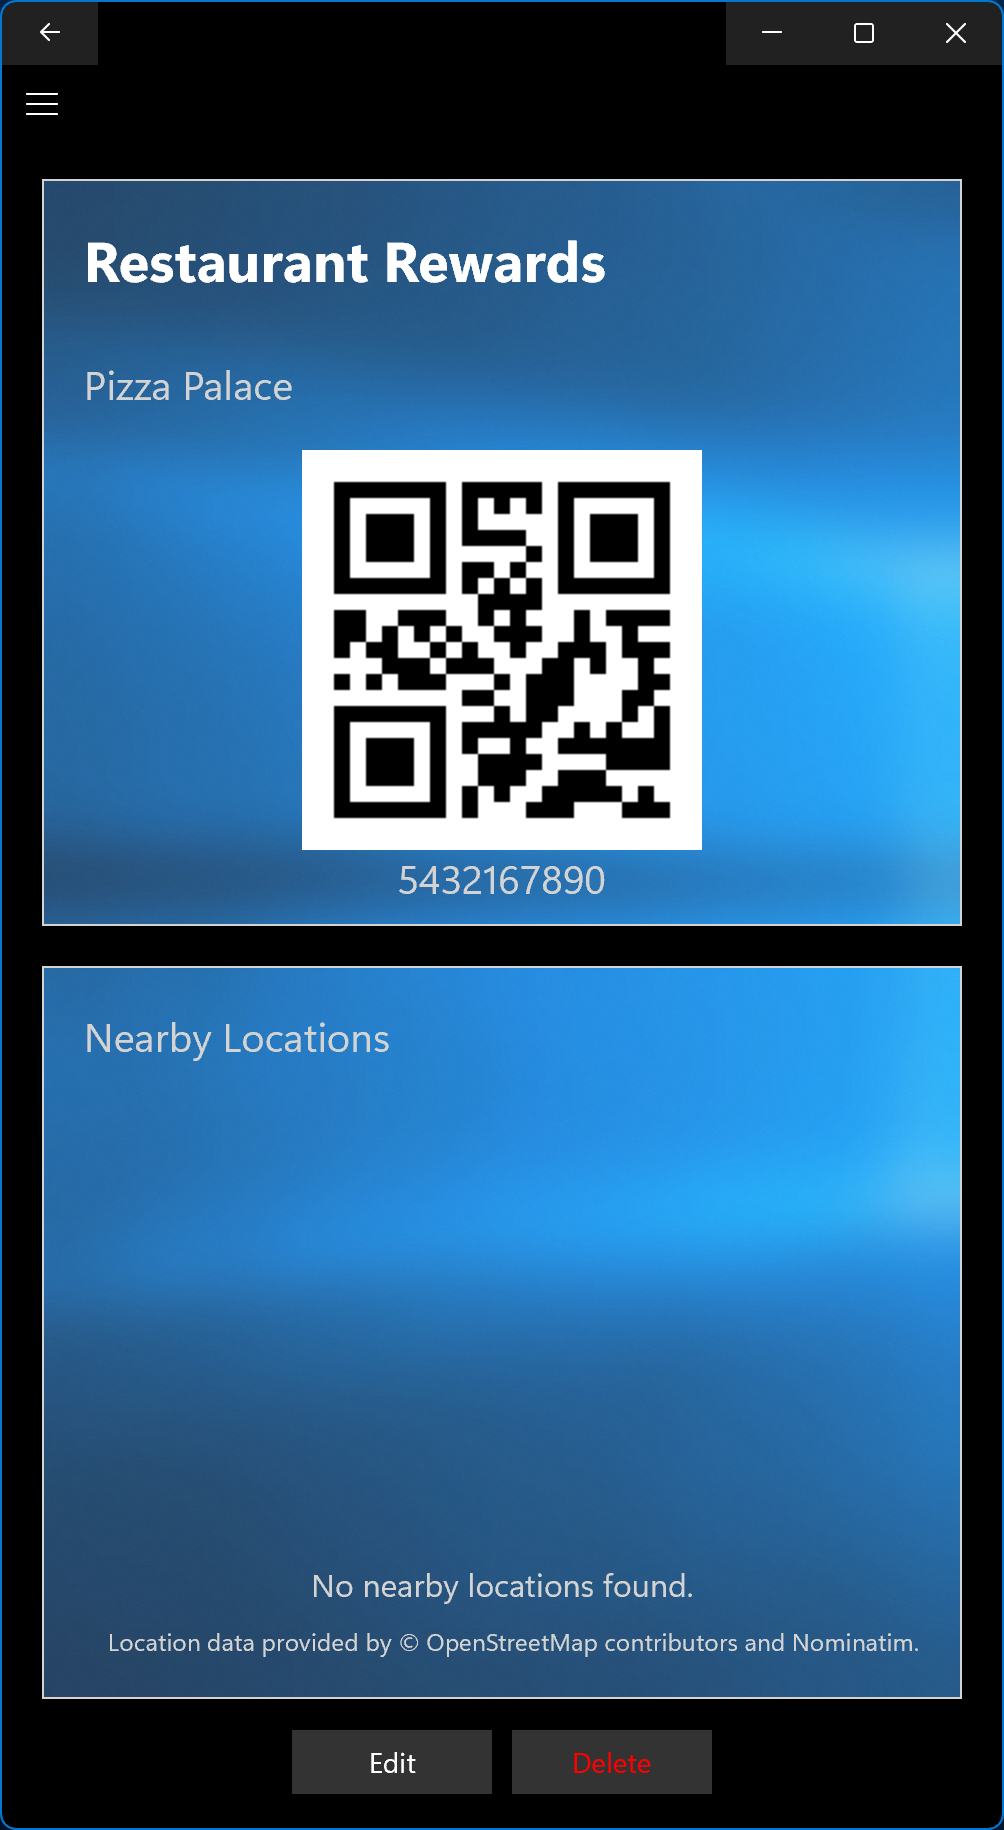 Restaurant Rewards
Pizza Palace
5432167890
Nearby Locations
No nearby locations found.
Location data provided by © OpenStreetMap contributors and Nominatim.
Edit
Delete